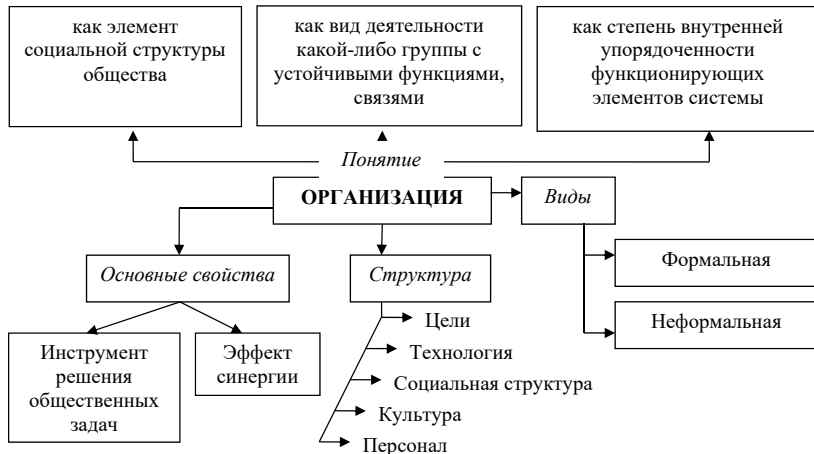 как элемент
социальной структуры
общества
как вид деятельности
какой-либо группы с
устойчивыми функциями,
связями
как степень внутренней
упорядоченности
функционирующих
элементов системы
Понятие
ОРГАНИЗАЦИЯ
Виды
Формальная
Неформальная
Основные свойства
Инструмент
решения
общественных
задач
Эффект
синергии
Структура
Цели
Технология
Социальная структура
Культура
Персонал